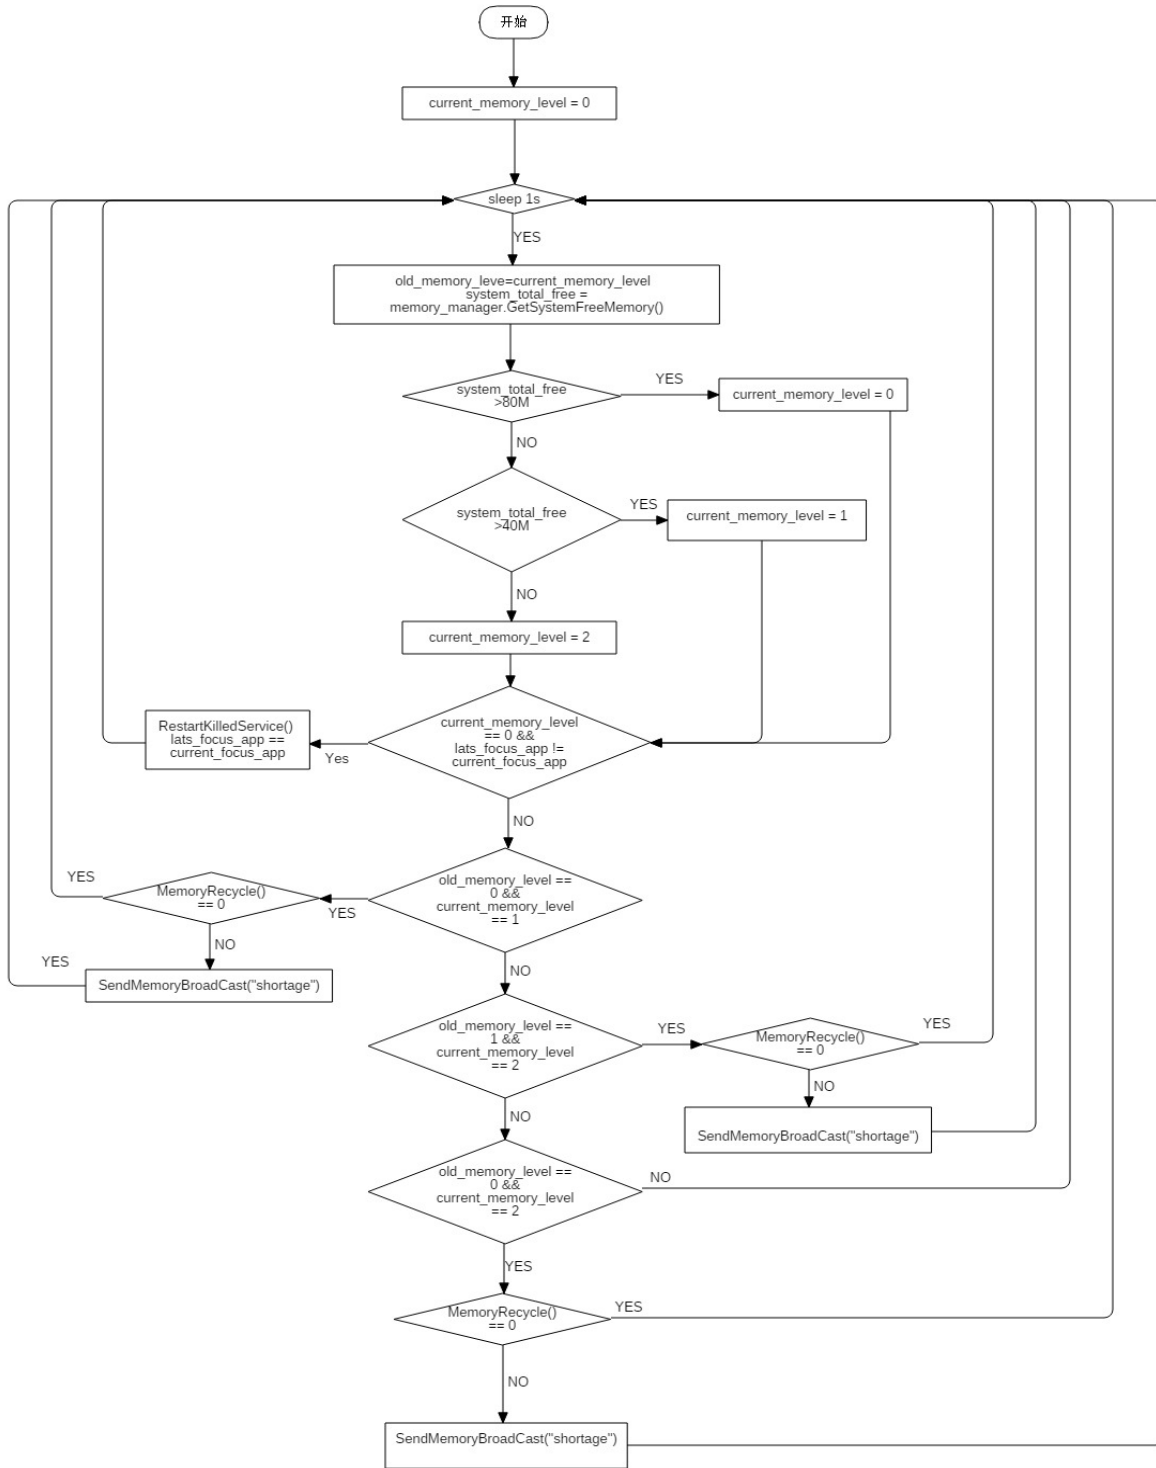 开始
current_memory_level = 0
sleep 1s
YES
old_memory_leve=current_memory_level
system_total_free =
memory_manager.GetSystemFreeMemory()
system_total_free
>80M
YES
current_memory_level = 0
NO
system_total_free
>40M
YES
current_memory_level = 1
NO
current_memory_level = 2
current_memory_level
== 0 &&
lats_focus_app !=
current_focus_app
Yes
RestartKilledService()
lats_focus_app ==
current_focus_app
NO
old_memory_level ==
0 &&
current_memory_level
== 1
YES
MemoryRecycle()
== 0
YES
NO
SendMemoryBroadCast("shortage")
YES
NO
old_memory_level ==
1 &&
current_memory_level
== 2
YES
MemoryRecycle()
== 0
YES
NO
SendMemoryBroadCast("shortage")
NO
old_memory_level ==
0 &&
current_memory_level
== 2
NO
YES
MemoryRecycle()
== 0
YES
NO
SendMemoryBroadCast("shortage")